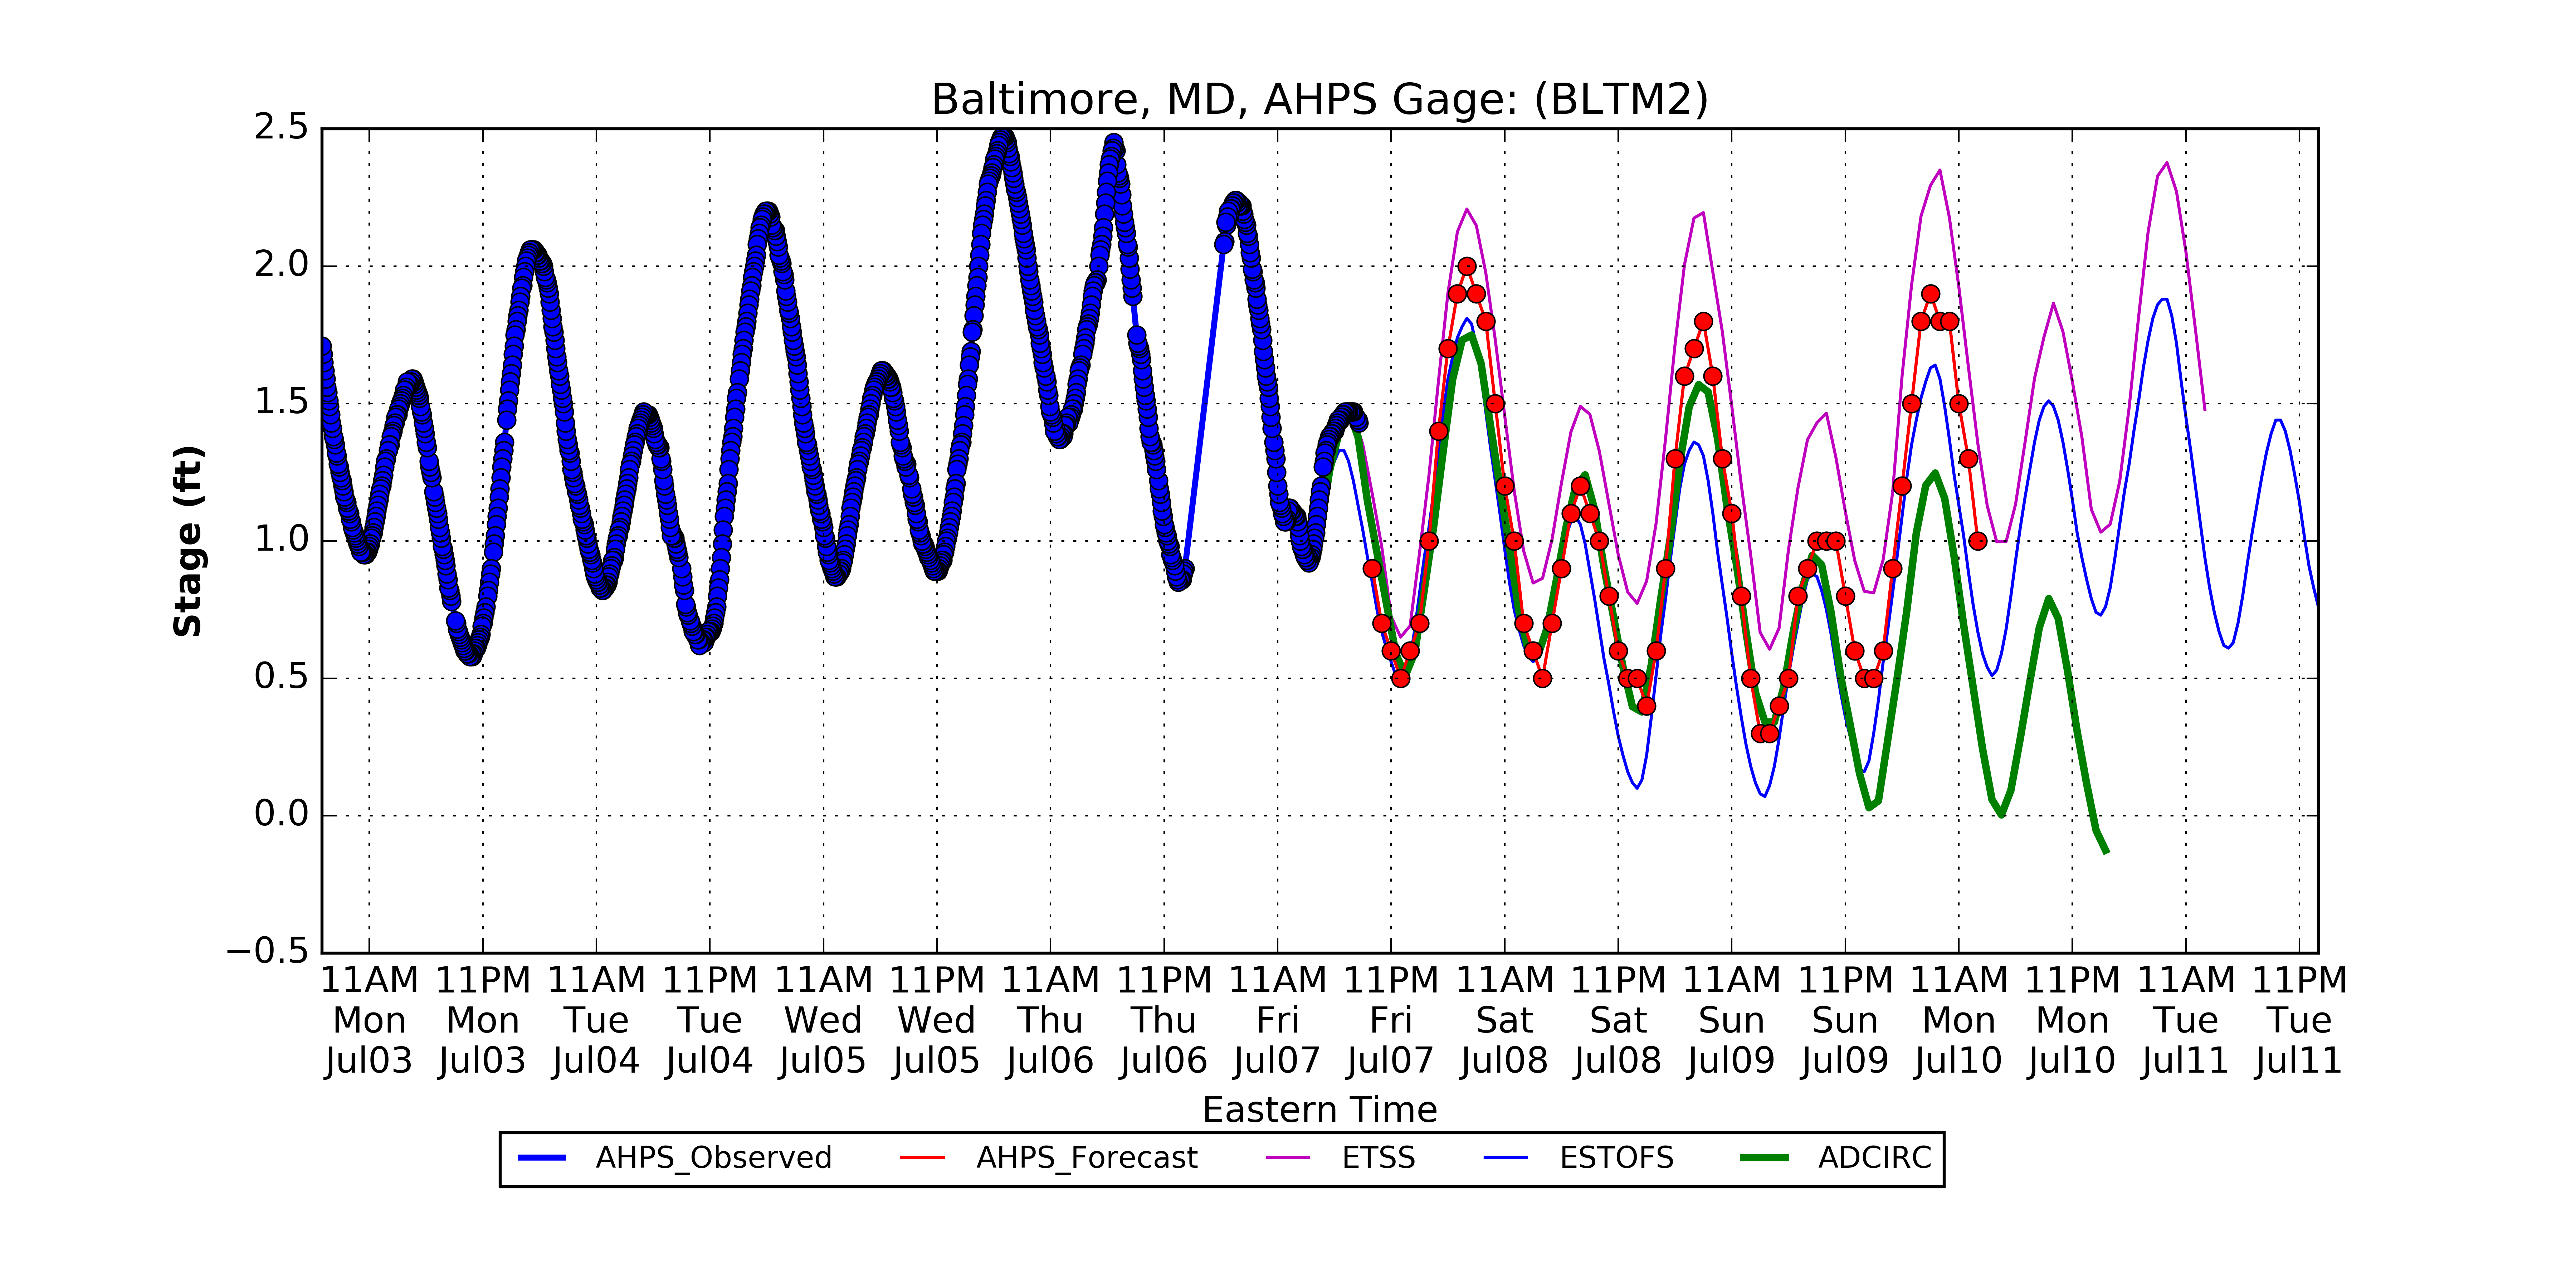 Baltimore, MD, AHPS Gage: (BLTM2)
Stage (ft)
2.5
2.0
1.5
1.0
0.5
0.0
−0.5
11AM 11PM 11AM 11PM 11AM 11PM 11AM 11PM 11AM 11PM 11AM 11PM 11AM 11PM 11AM 11PM 11AM 11PM
Mon Mon Tue Tue Wed Wed Thu Thu Fri Fri Sat Sat Sun Sun Mon Mon Tue Tue
Jul03 Jul03 Jul04 Jul04 Jul05 Jul05 Jul06 Jul06 Jul07 Jul07 Jul08 Jul08 Jul09 Jul09 Jul10 Jul10 Jul11 Jul11
Eastern Time
AHPS_Observed AHPS_Forecast ETSS ESTOFS ADCIRC